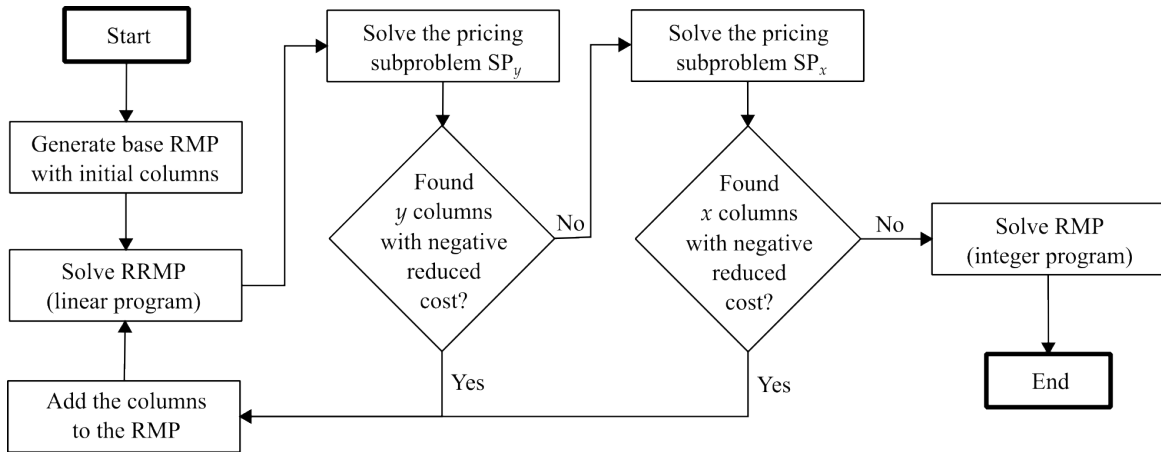 Start
Generate base RMP
with initial columns
Solve RRMP
(linear program)
Add the columns
to the RMP
Solve the pricing
subproblem SPy
Found
y columns
with negative
reduced
cost?
No
Yes
Solve the pricing
subproblem SPx
Found
x columns
with negative
reduced
cost?
No
Yes
Solve RMP
(integer program)
End